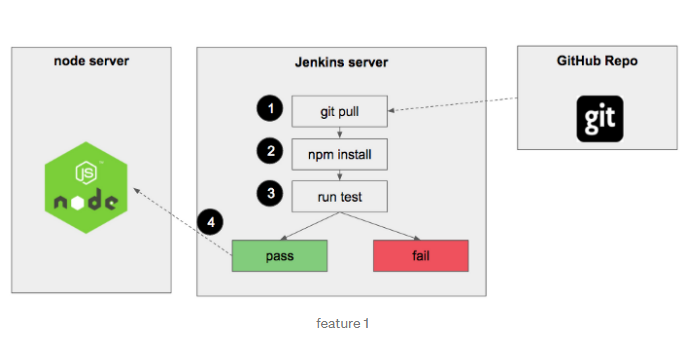 node server
Jenkins server
GitHub Repo
1
git pull
git
2
npm install
JS
node
3
run test
4
pass
fail
feature 1